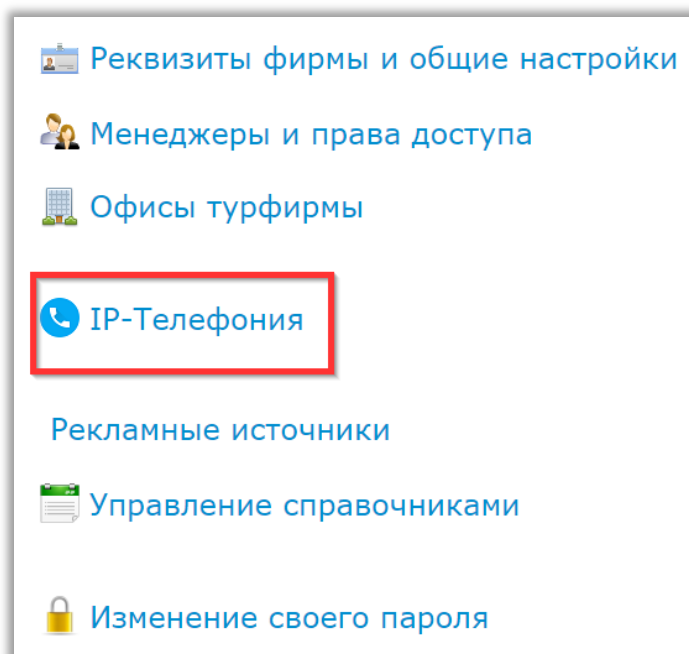 Реквизиты фирмы и общие настройки
Менеджеры и права доступа
Офисы турфирмы
IP-Телефония
Рекламные источники
Управление справочниками
Изменение своего пароля